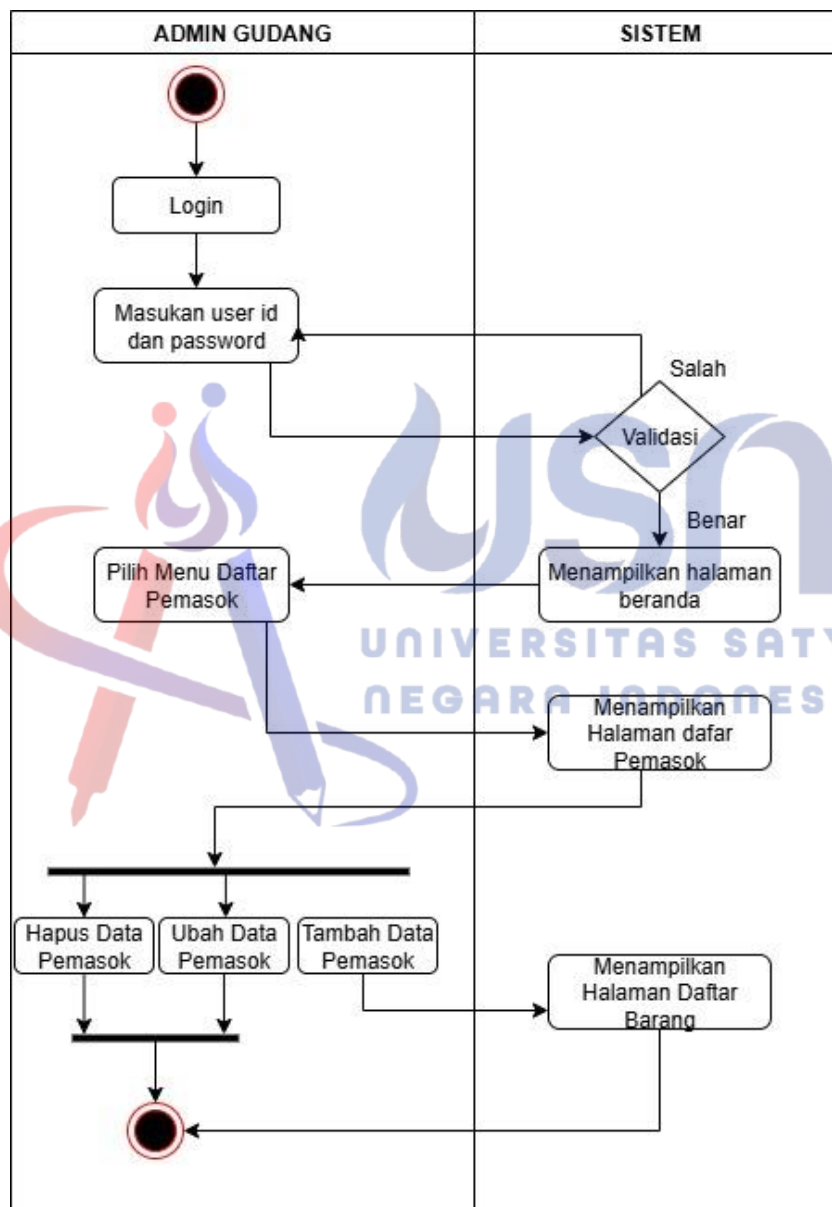 ADMIN GUDANG
SISTEM
Login
Masukan user id
dan password
Salah
Validasi
Benar
Pilih Menu Daftar
Pemasok
Menampilkan halaman
beranda
usn
UNIVERSITAS SATY
NEGARA INDONES
Menampilkan
Halaman dafar
Pemasok
Hapus Data
Pemasok
Ubah Data
Pemasok
Tambah Data
Pemasok
Menampilkan
Halaman Daftar
Barang